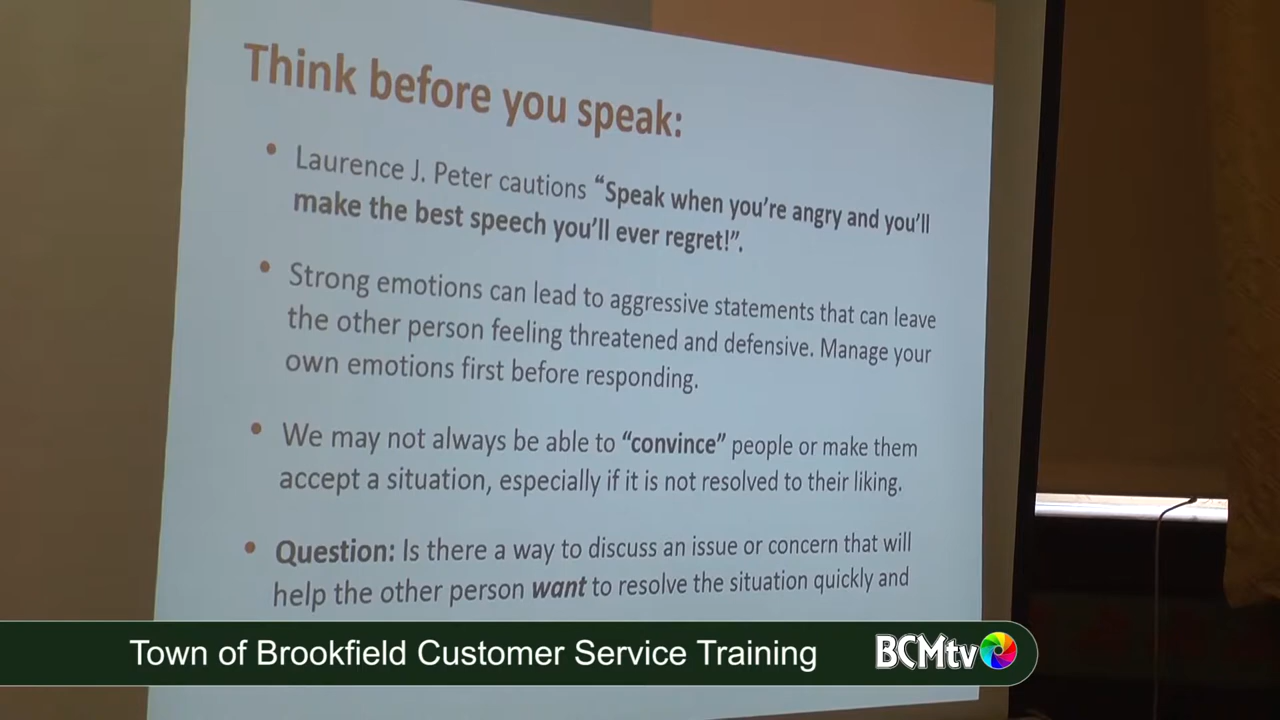 Think before you speak:
• Laurence J. Peter cautions “Speak when you’re angry and you’ll
make the best speech you’ll ever regret!”.
• Strong emotions can lead to aggressive statements that can leave
the other person feeling threatened and defensive. Manage your
own emotions first before responding.
• We may not always be able to “convince” people or make them
accept a situation, especially if it is not resolved to their liking.
• Question: Is there a way to discuss an issue or concern that will
help the other person want to resolve the situation quickly and
Town of Brookfield Customer Service Training
BCMtv